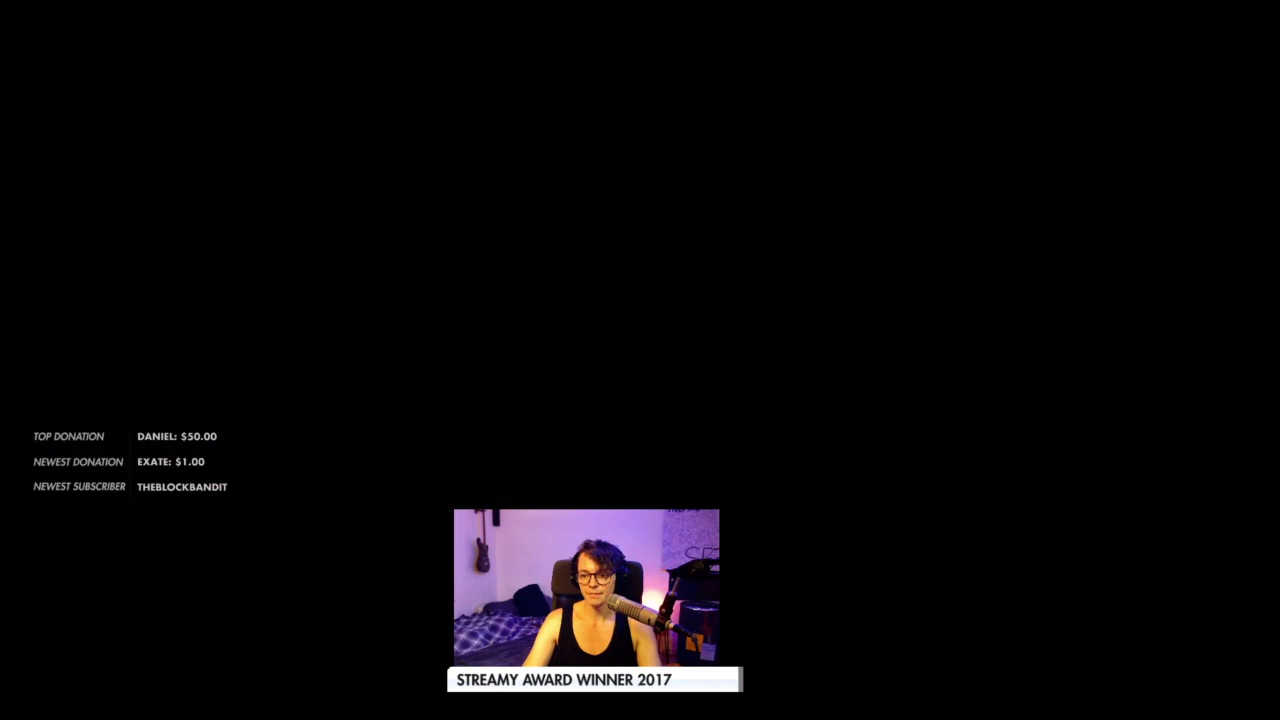 TOP DONATION DANIEL: $50.00
NEWEST DONATION EXATE: $1.00
NEWEST SUBSCRIBER THEBLOCKBANDIT
STREAMY AWARD WINNER 2017